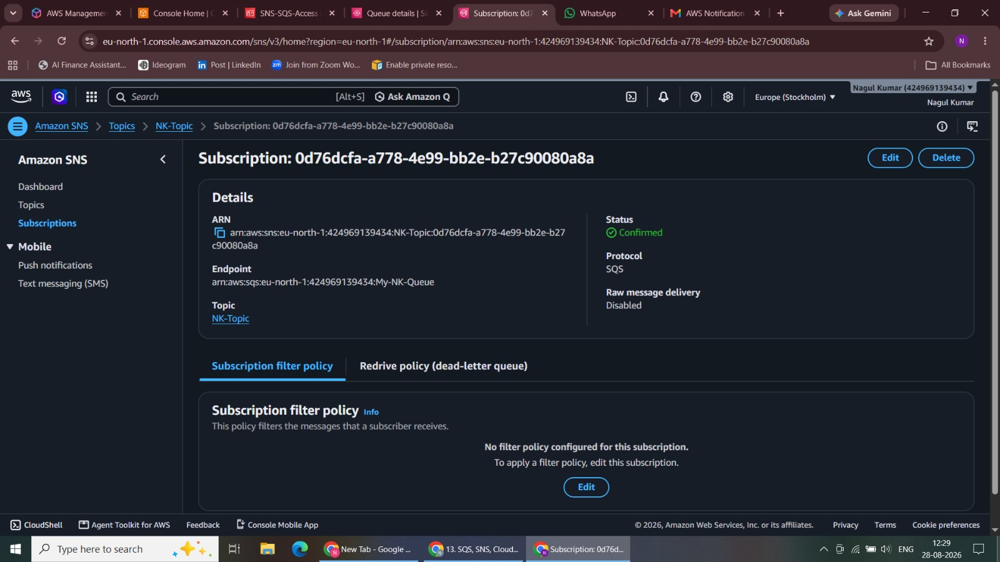 AWS Managemen
Console Home | C
SNS-SQS-Access
Queue details | Si
Subscription: 0d7
WhatsApp
AWS Notification
Ask Gemini
eu-north-1.console.aws.amazon.com/sns/v3/home?region=eu-north-1#/subscription/arn:aws:sns:eu-north-1:424969139434:NK-Topic:0d76dcfa-a778-4e99-bb2e-b27c90080a8a
N
AI Finance Assistant...
Ideogram
Post | LinkedIn
Join from Zoom Wo...
Enable private reso...
All Bookmarks
aws
Search
[Alt+S]
Ask Amazon Q
Europe (Stockholm)
Nagul Kumar (424969139434)
Nagul Kumar
Amazon SNS
Topics
NK-Topic
Subscription: 0d76dcfa-a778-4e99-bb2e-b27c90080a8a
Amazon SNS
Dashboard
Topics
Subscriptions
Mobile
Push notifications
Text messaging (SMS)
Subscription: 0d76dcfa-a778-4e99-bb2e-b27c90080a8a
Edit
Delete
Details
ARN
arn:aws:sns:eu-north-1:424969139434:NK-Topic:0d76dcfa-a778-4e99-bb2e-b27
c90080a8a
Endpoint
arn:aws:sqs:eu-north-1:424969139434:My-NK-Queue
Topic
NK-Topic
Status
Confirmed
Protocol
SQS
Raw message delivery
Disabled
Subscription filter policy
Redrive policy (dead-letter queue)
Subscription filter policy Info
This policy filters the messages that a subscriber receives.
No filter policy configured for this subscription.
To apply a filter policy, edit this subscription.
Edit
CloudShell
Agent Toolkit for AWS
Feedback
Console Mobile App
© 2026, Amazon Web Services, Inc. or its affiliates.
Privacy
Terms
Cookie preferences
Type here to search
New Tab - Google ...
13. SQS, SNS, Cloud...
Subscription: 0d76d...
ENG
12:29
28-08-2026